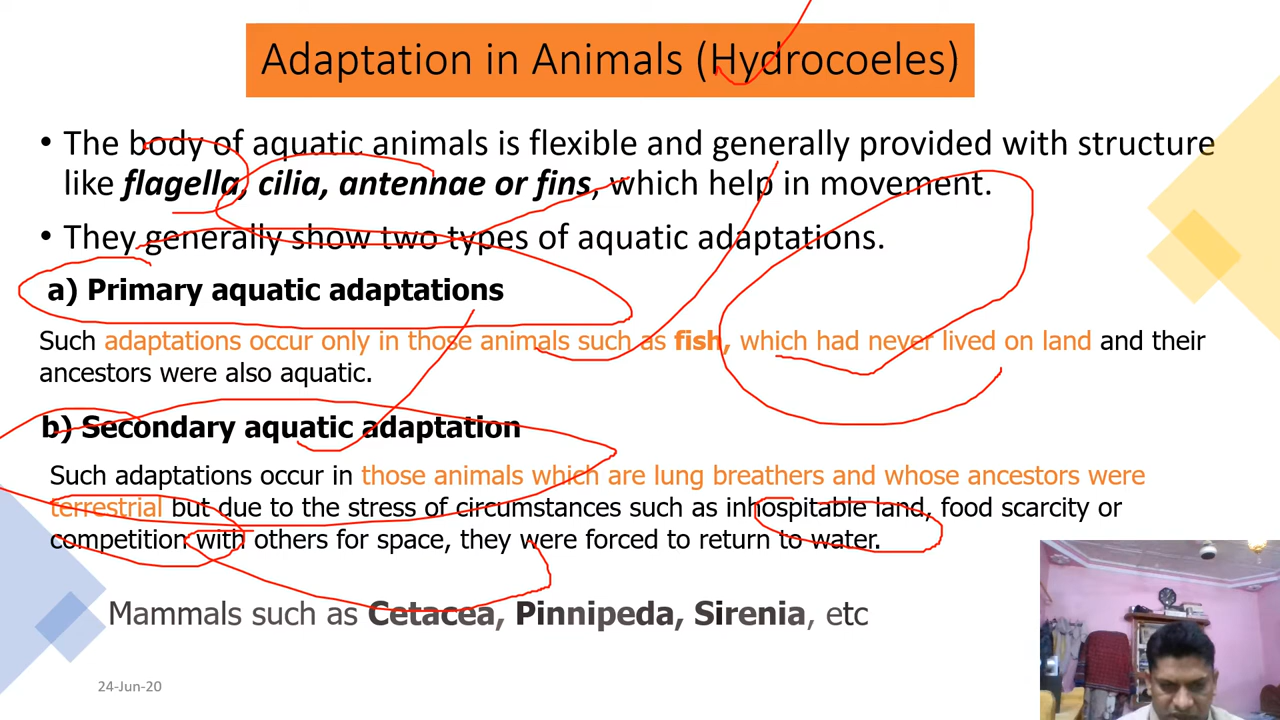 Adaptation in Animals (Hydrocoeles)
• The body of aquatic animals is flexible and generally provided with structure
like flagella, cilia, antennae or fins, which help in movement.
• They generally show two types of aquatic adaptations.
a) Primary aquatic adaptations
Such adaptations occur only in those animals such as fish, which had never lived on land and their
ancestors were also aquatic.
b) Secondary aquatic adaptation
Such adaptations occur in those animals which are lung breathers and whose ancestors were
terrestrial but due to the stress of circumstances such as inhospitable land, food scarcity or
competition with others for space, they were forced to return to water.
Mammals such as Cetacea, Pinnipeda, Sirenia, etc
24-Jun-20